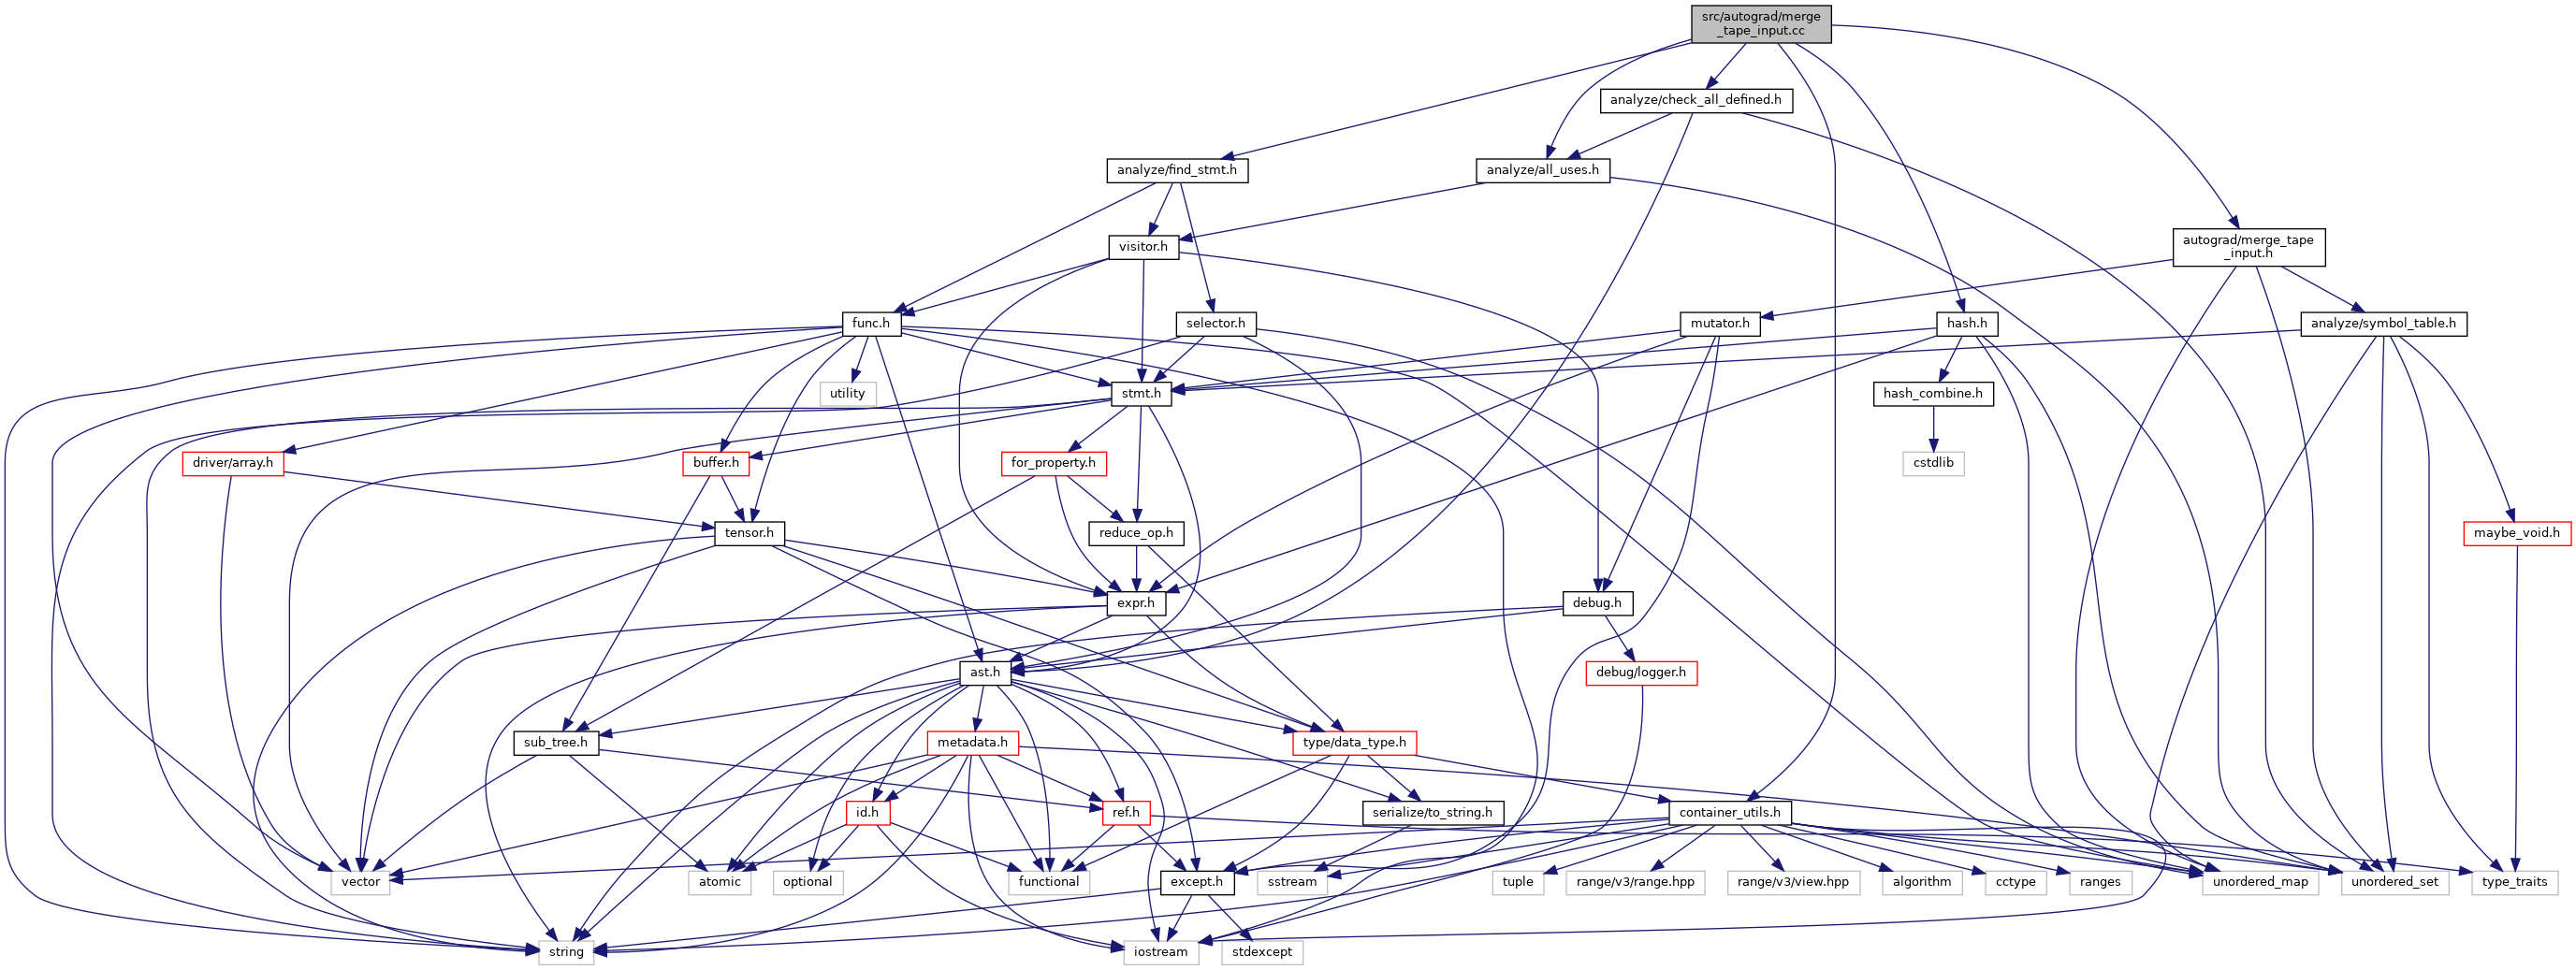 src/autograd/merge
_tape_input.cc
analyze/check_all_defined.h
analyze/find_stmt.h
analyze/all_uses.h
visitor.h
autograd/merge_tape
_input.h
func.h
selector.h
mutator.h
hash.h
analyze/symbol_table.h
utility
stmt.h
hash_combine.h
driver/array.h
buffer.h
for_property.h
cstdlib
tensor.h
reduce_op.h
maybe_void.h
expr.h
debug.h
ast.h
debug/logger.h
sub_tree.h
metadata.h
type/data_type.h
id.h
ref.h
serialize/to_string.h
container_utils.h
vector
atomic
optional
functional
except.h
sstream
tuple
range/v3/range.hpp
range/v3/view.hpp
algorithm
cctype
ranges
unordered_map
unordered_set
type_traits
string
iostream
stdexcept